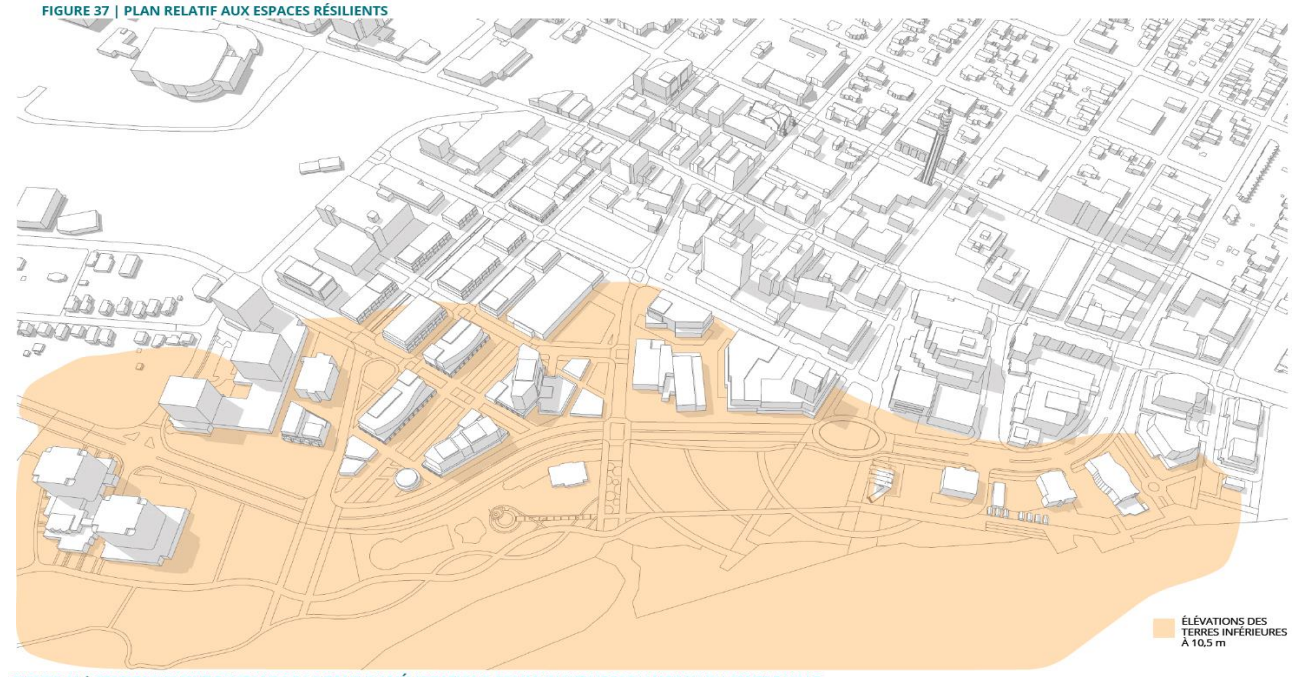 FIGURE 37 | PLAN RELATIF AUX ESPACES RÉSILIENTS
ÉLÉVATIONS DES
TERRES INFÉRIEURES
À 10,5 m